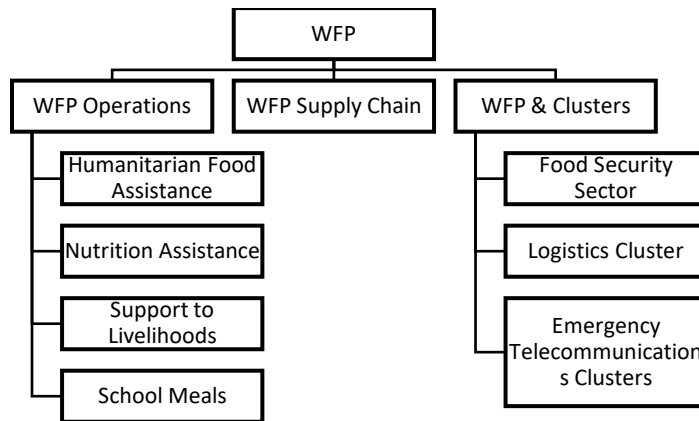 WFP
WFP Operations
WFP Supply Chain
WFP & Clusters
Humanitarian Food
Assistance
Nutrition Assistance
Support to
Livelihoods
School Meals
Food Security
Sector
Logistics Cluster
Emergency
Telecommunication
s Clusters